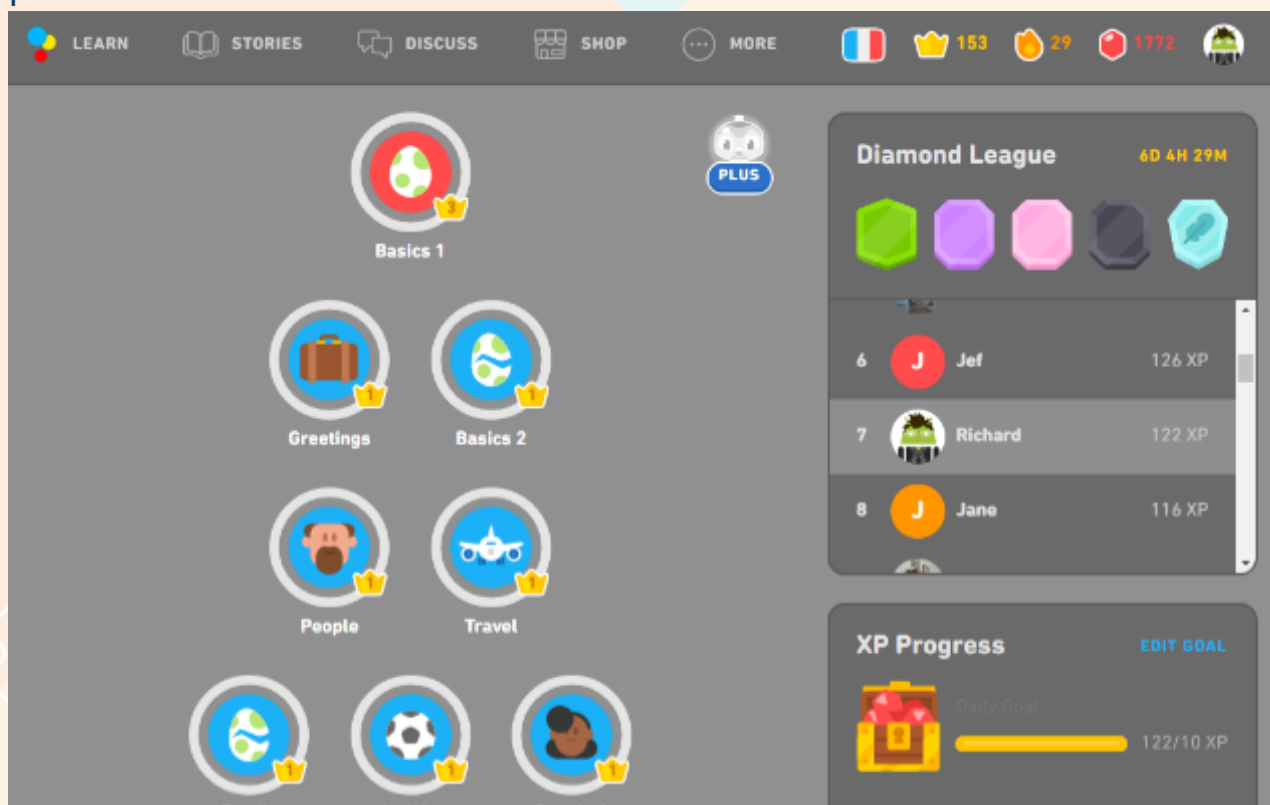 LEARN STORIES DISCUSS SHOP MORE 153 29 1772
PLUS
3
Basics 1
1 1
Greetings Basics 2
1 1
People Travel
1 1 1
Diamond League 6D 4H 29M
6 J Jef 126 XP
7 Richard 122 XP
8 J Jane 116 XP
XP Progress EDIT GOAL
Daily Goal
122/10 XP